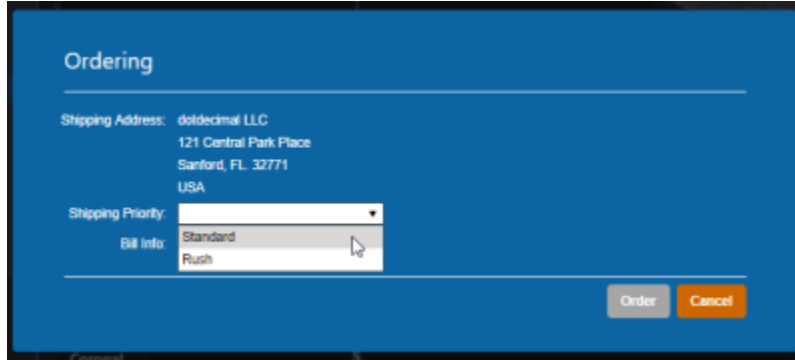 Ordering
Shipping Address: dotdecimal LLC
121 Central Park Place
Sanford, FL. 32771
USA
Shipping Priority:
Standard
Bill Info:
Rush
Order Cancel
Coronal